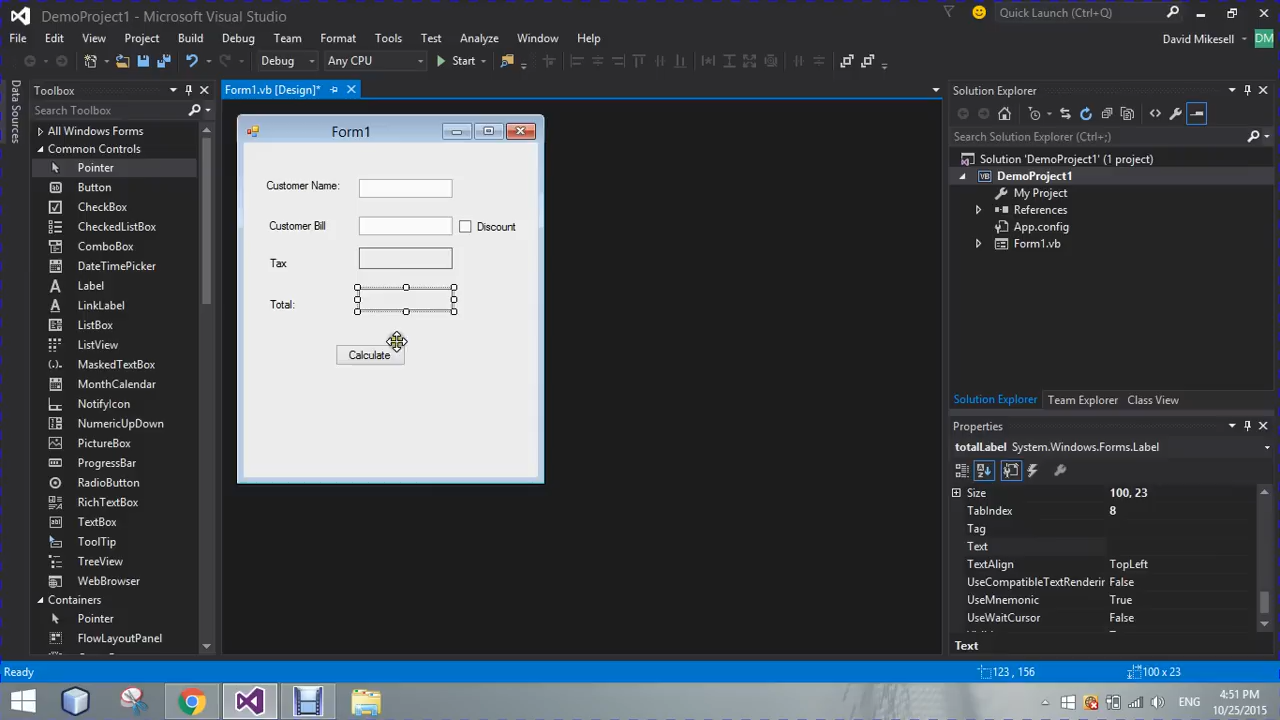 DemoProject1 - Microsoft Visual Studio
Quick Launch (Ctrl+Q)
File Edit View Project Build Debug Team Format Tools Test Analyze Window Help
David Mikesell
DM
Debug
Any CPU
Start
Data Sources
Toolbox
Search Toolbox
All Windows Forms
Common Controls
Pointer
Button
CheckBox
CheckedListBox
ComboBox
DateTimePicker
Label
LinkLabel
ListBox
ListView
MaskedTextBox
MonthCalendar
NotifyIcon
NumericUpDown
PictureBox
ProgressBar
RadioButton
RichTextBox
TextBox
ToolTip
TreeView
WebBrowser
Containers
Pointer
FlowLayoutPanel
Form1.vb [Design]*
Form1
Customer Name:
Customer Bill
Discount
Tax
Total:
Calculate
Solution Explorer
Search Solution Explorer (Ctrl+;)
Solution 'DemoProject1' (1 project)
VB DemoProject1
My Project
References
App.config
Form1.vb
Solution Explorer Team Explorer Class View
Properties
totalLabel System.Windows.Forms.Label
Size 100, 23
TabIndex 8
Tag
Text
TextAlign TopLeft
UseCompatibleTextRenderir False
UseMnemonic True
UseWaitCursor False
Text
Ready
123 , 156
100 x 23
ENG
4:51 PM
10/25/2015